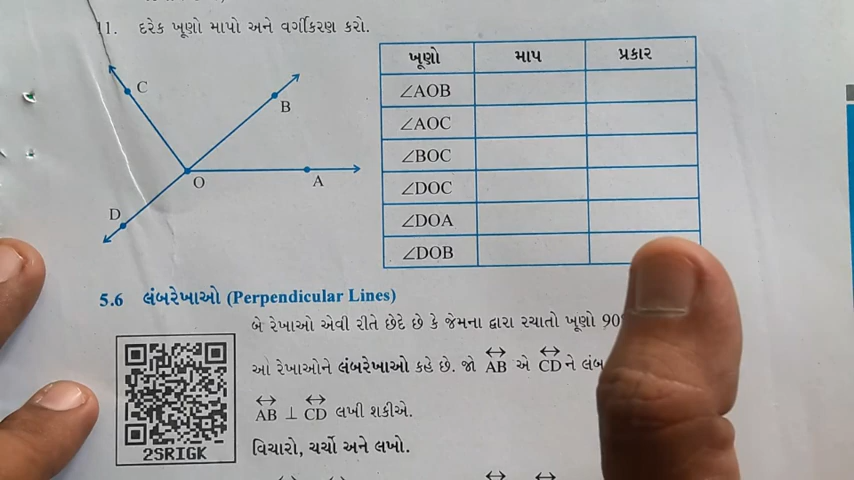 11. દરેક ખૂણો માપો અને વર્ગીકરણ કરો.
C
B
O
A
D
ખૂણો માપ પ્રકાર
∠AOB
∠AOC
∠BOC
∠DOC
∠DOA
∠DOB
5.6 લંબરેખાઓ (Perpendicular Lines)
બે રેખાઓ એવી રીતે છેદે છે કે જેમના દ્વારા રચાતો ખૂણો 90
આ રેખાઓને લંબરેખાઓ કહે છે. જો AB એ CD ને લંબ
AB ⊥ CD લખી શકીએ.
2SRIGK
વિચારો, ચર્ચો અને લખો.